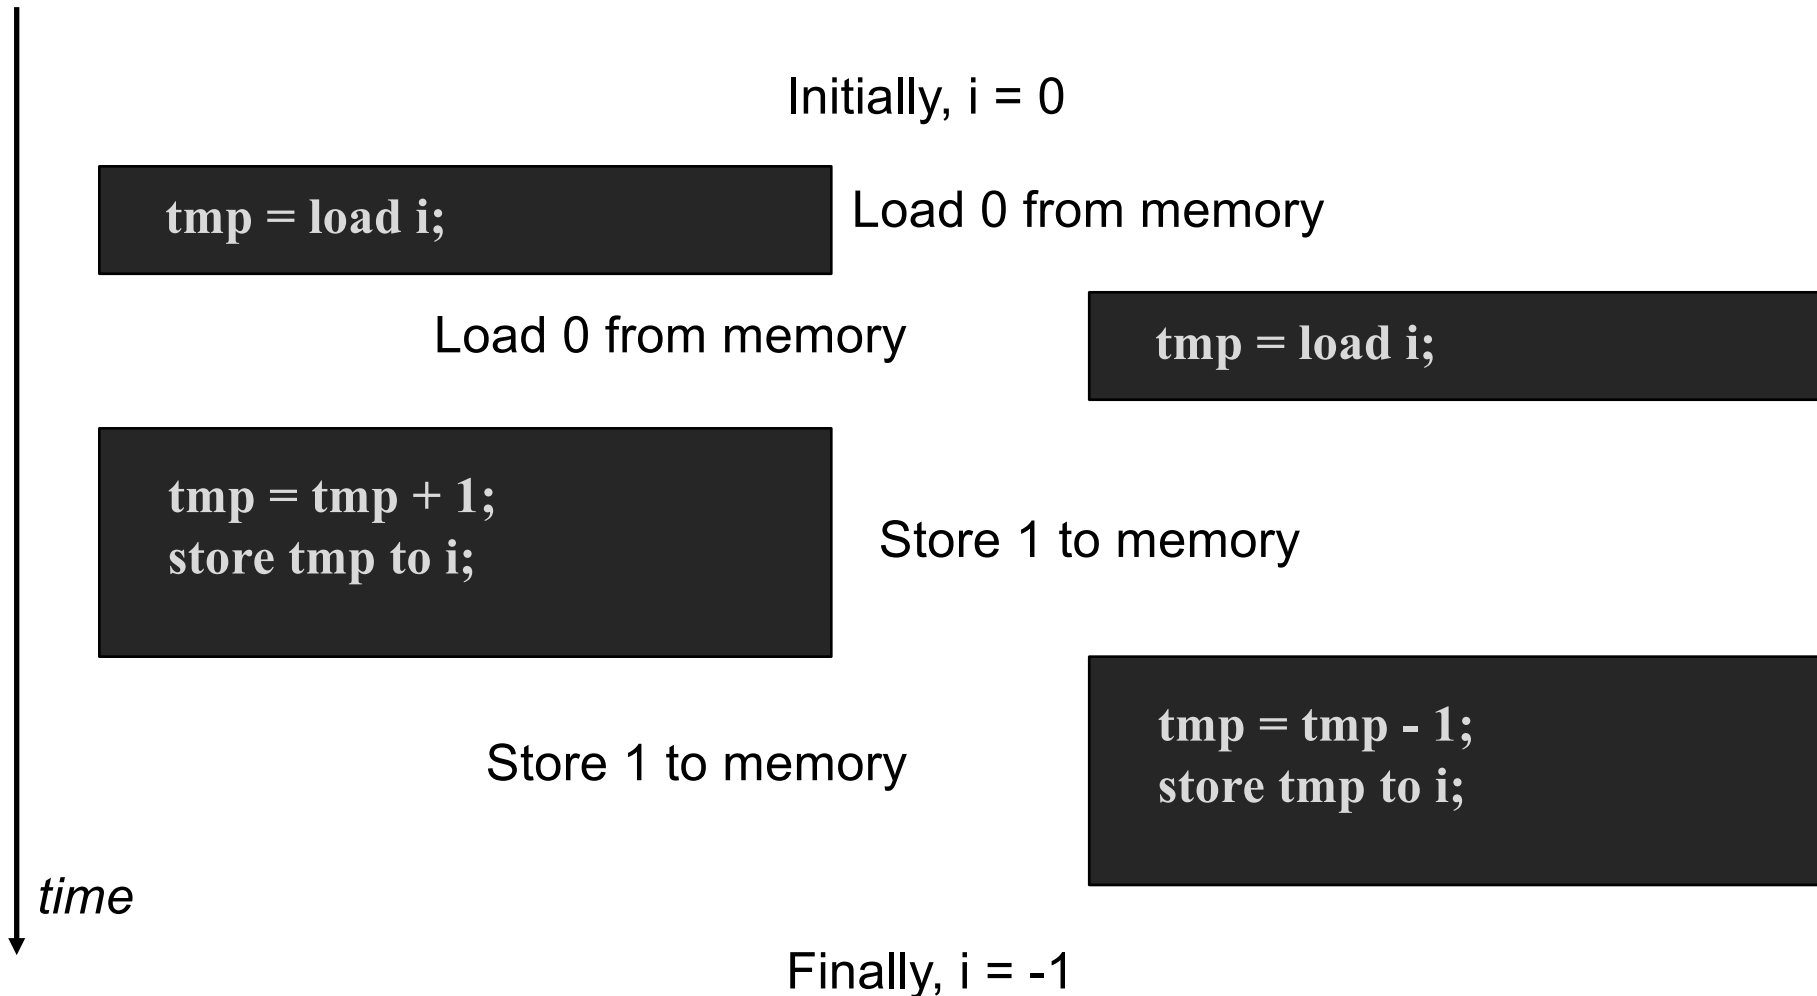 Initially, i = 0
tmp = load i;
Load 0 from memory
Load 0 from memory
tmp = load i;
tmp = tmp + 1;
store tmp to i;
Store 1 to memory
Store 1 to memory
tmp = tmp - 1;
store tmp to i;
time
Finally, i = -1